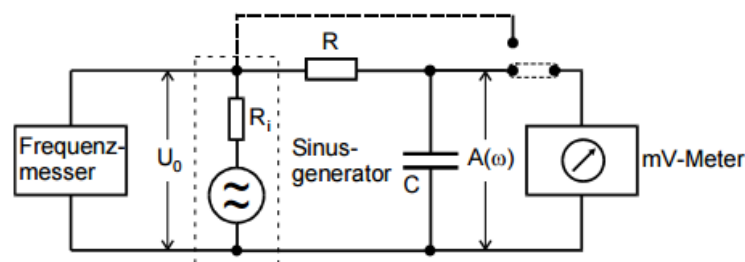 R
Frequenz-
messer
U₀
Rᵢ
Sinus-
generator
C
A(ω)
mV-Meter